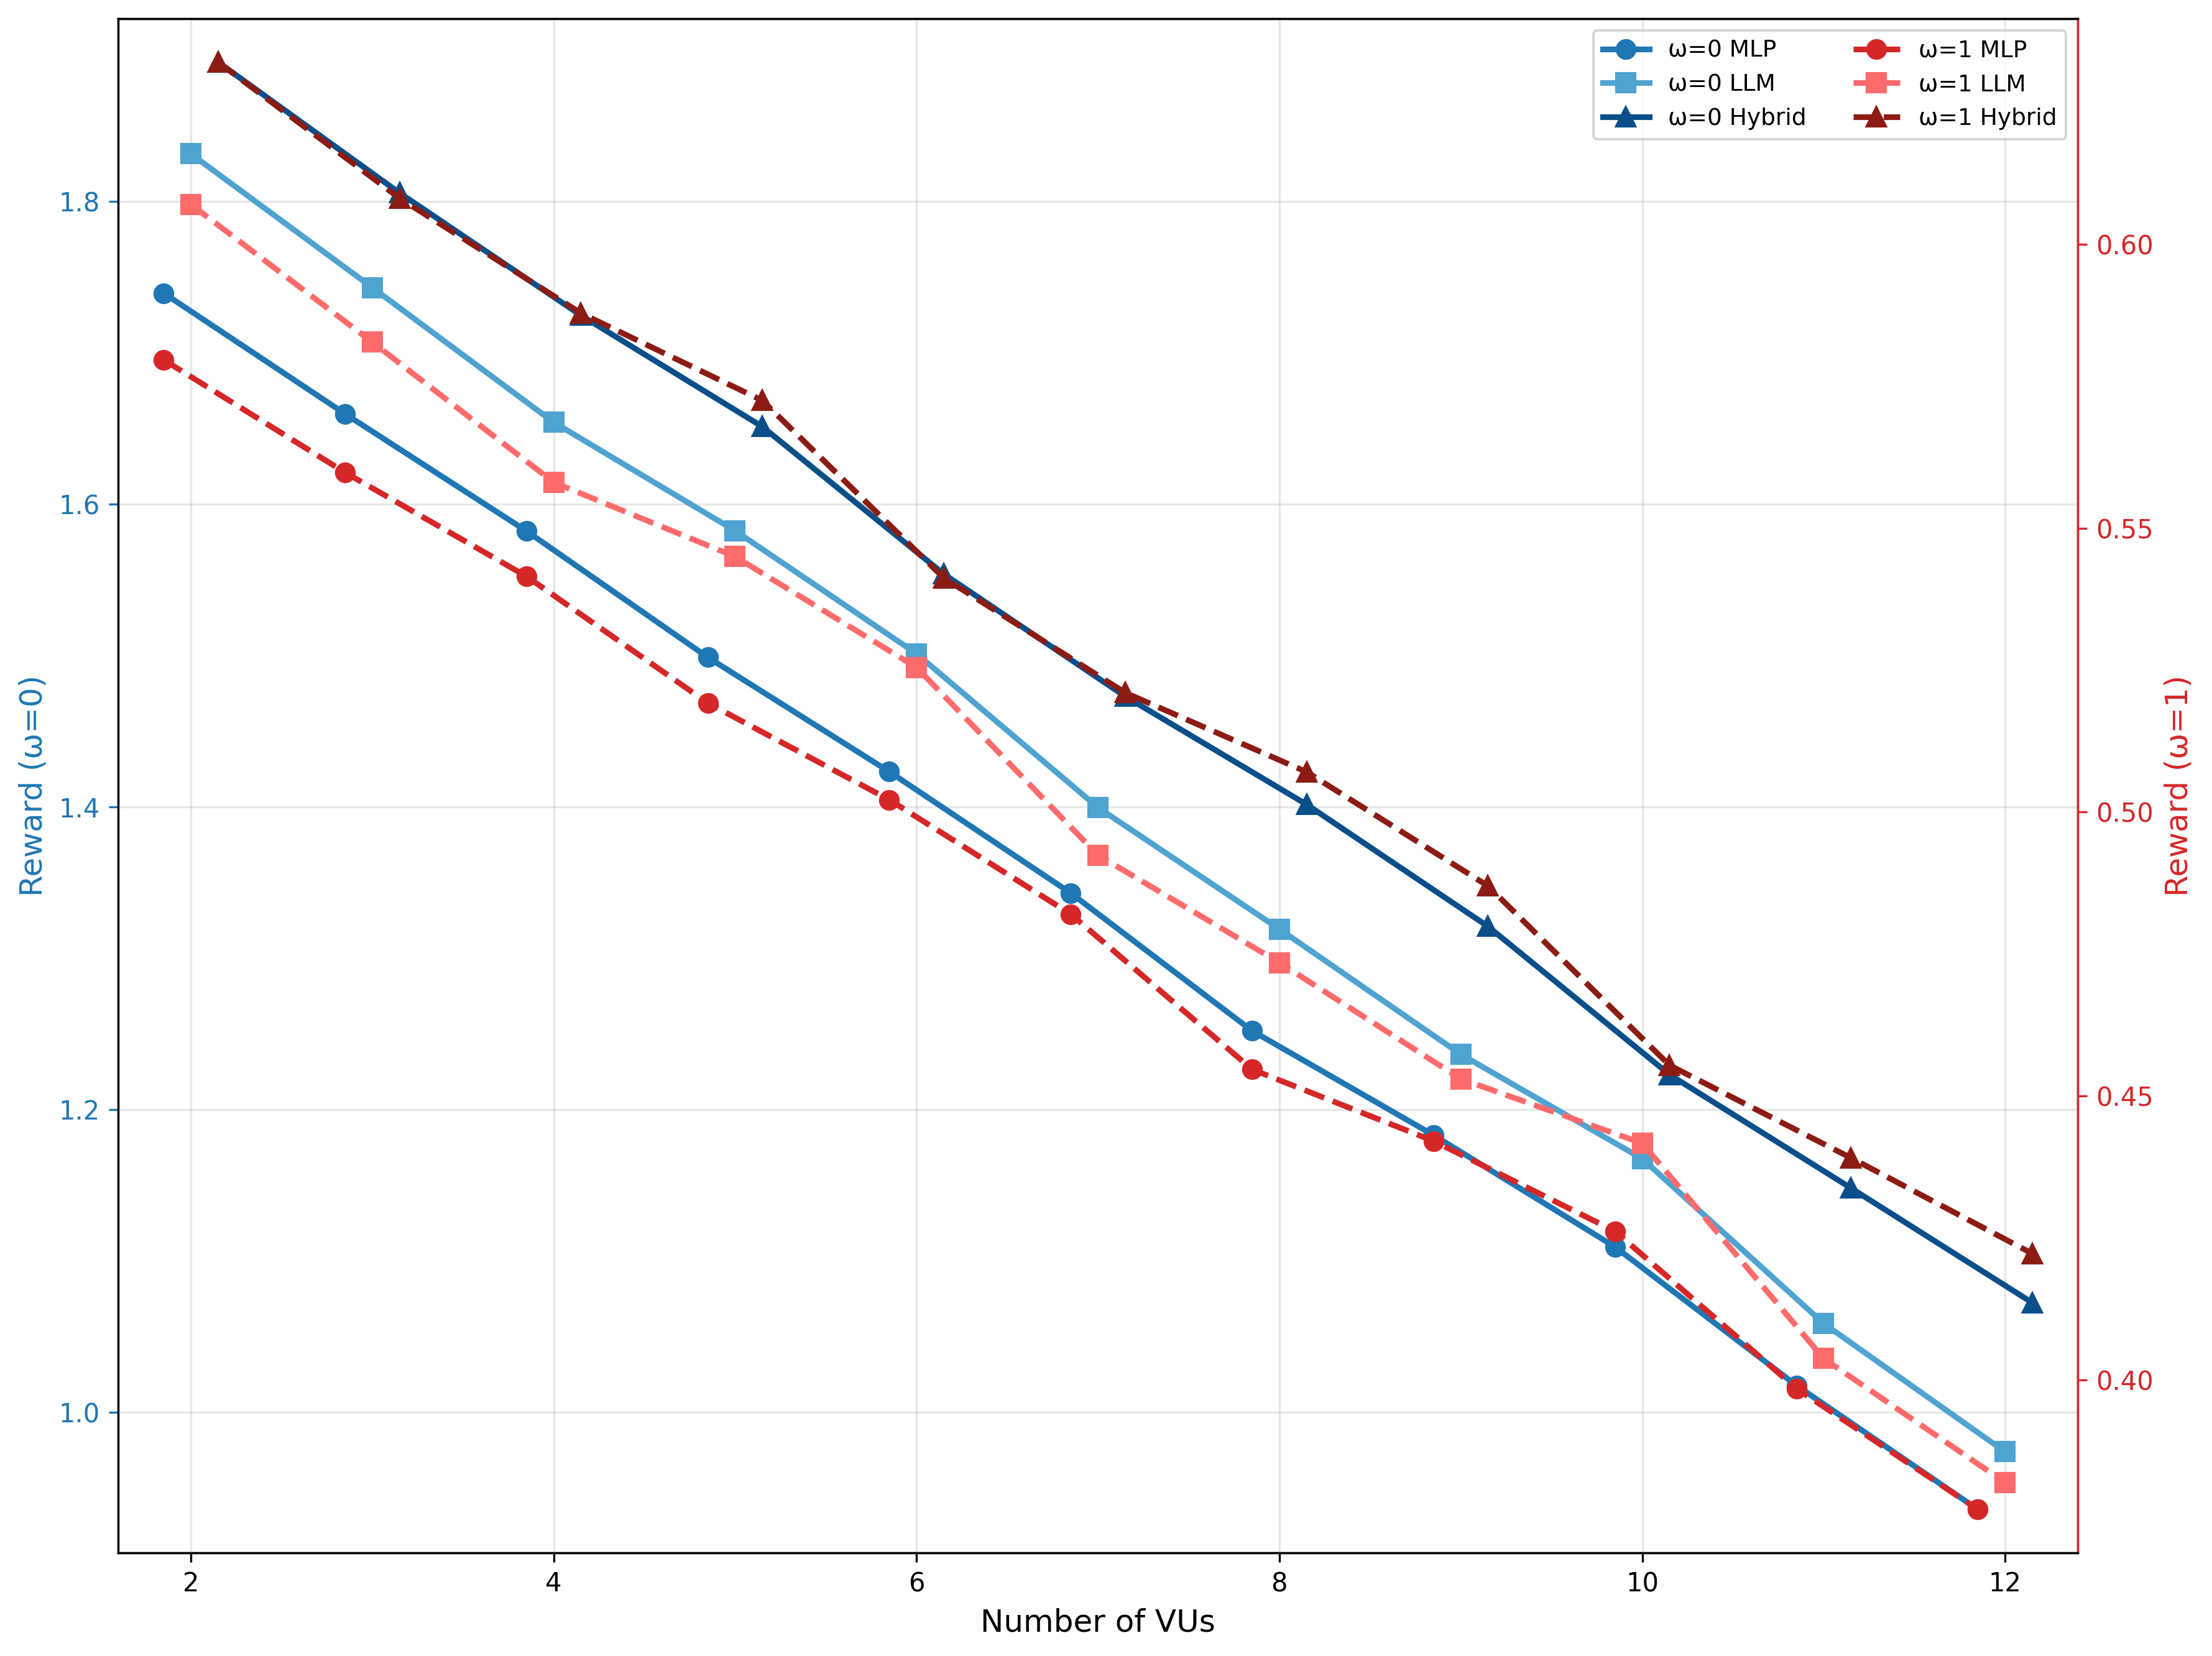 ω=0 MLP
ω=0 LLM
ω=0 Hybrid
ω=1 MLP
ω=1 LLM
ω=1 Hybrid
Reward (ω=0)
1.8
1.6
1.4
1.2
1.0
0.60
0.55
0.50
0.45
0.40
Reward (ω=1)
2 4 6 8 10 12
Number of VUs